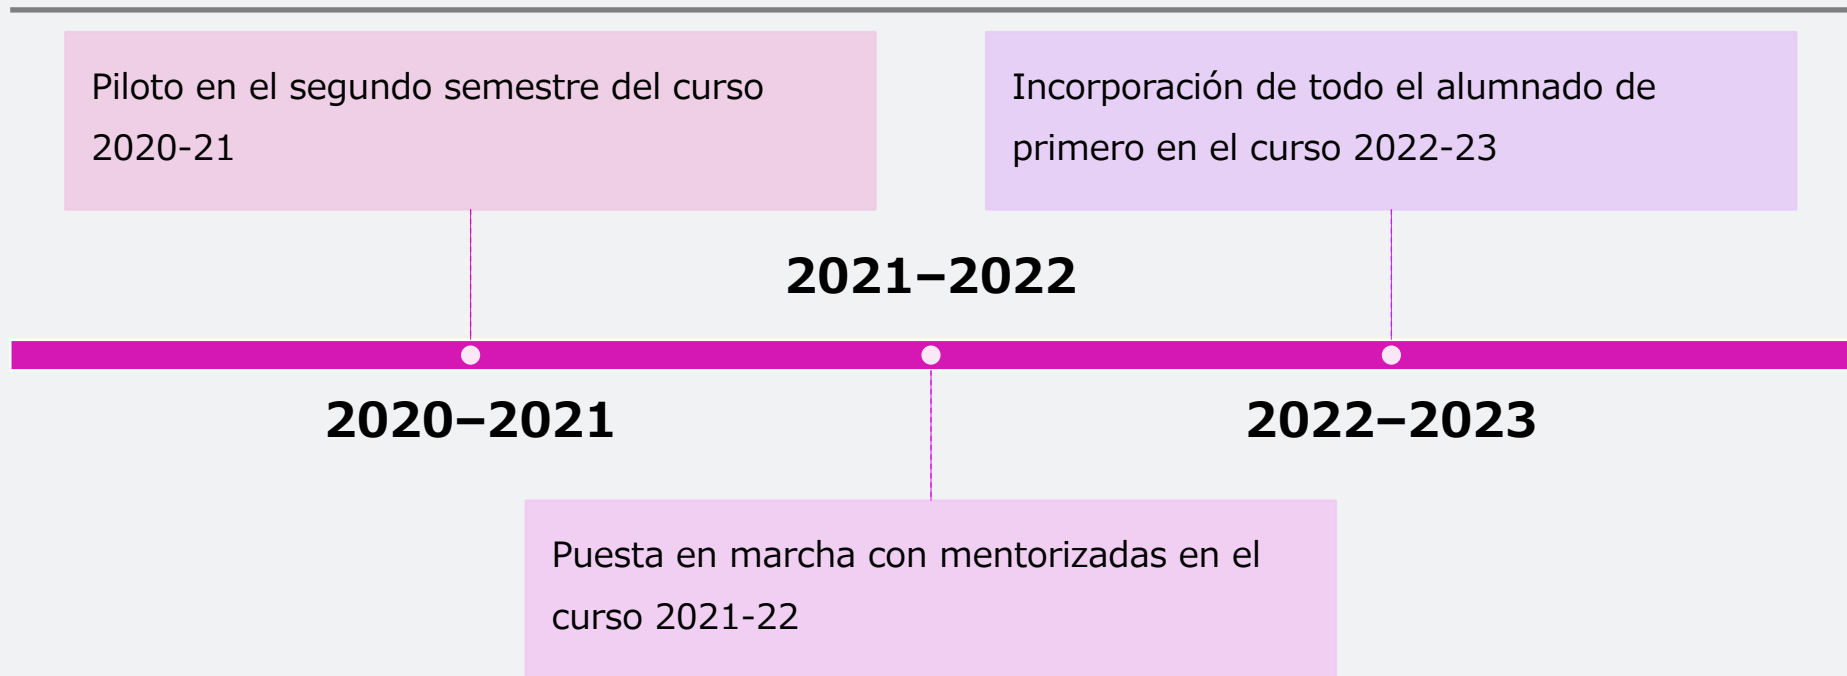 Piloto en el segundo semestre del curso
2020-21
Incorporación de todo el alumnado de
primero en el curso 2022-23
2021–2022
2020–2021
2022–2023
Puesta en marcha con mentorizadas en el
curso 2021-22